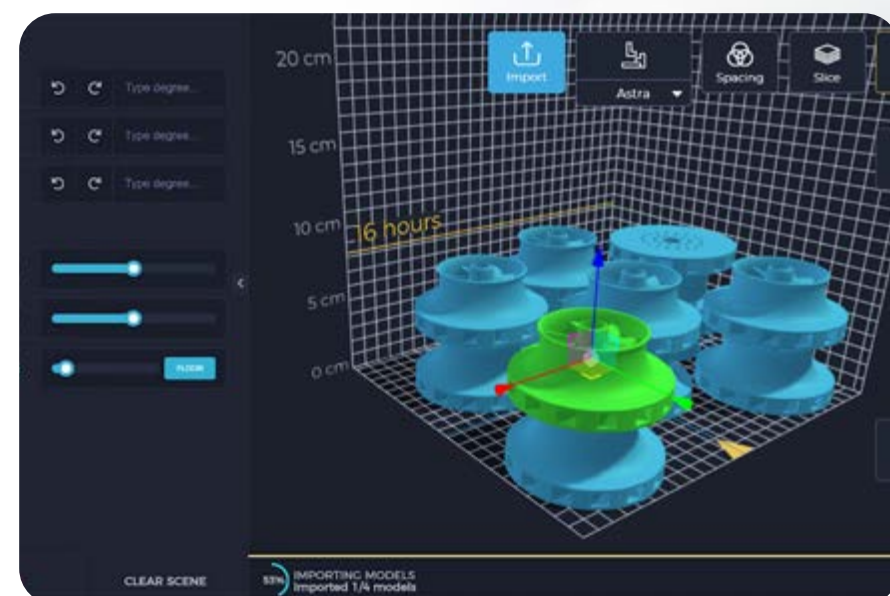 20 cm
15 cm
10 cm
5 cm
0 cm
16 hours
Import
Astra
Spacing
Slice
Type degree...
Type degree...
Type degree...
FLOOR
CLEAR SCENE
53%
IMPORTING MODELS
Imported 1/4 models